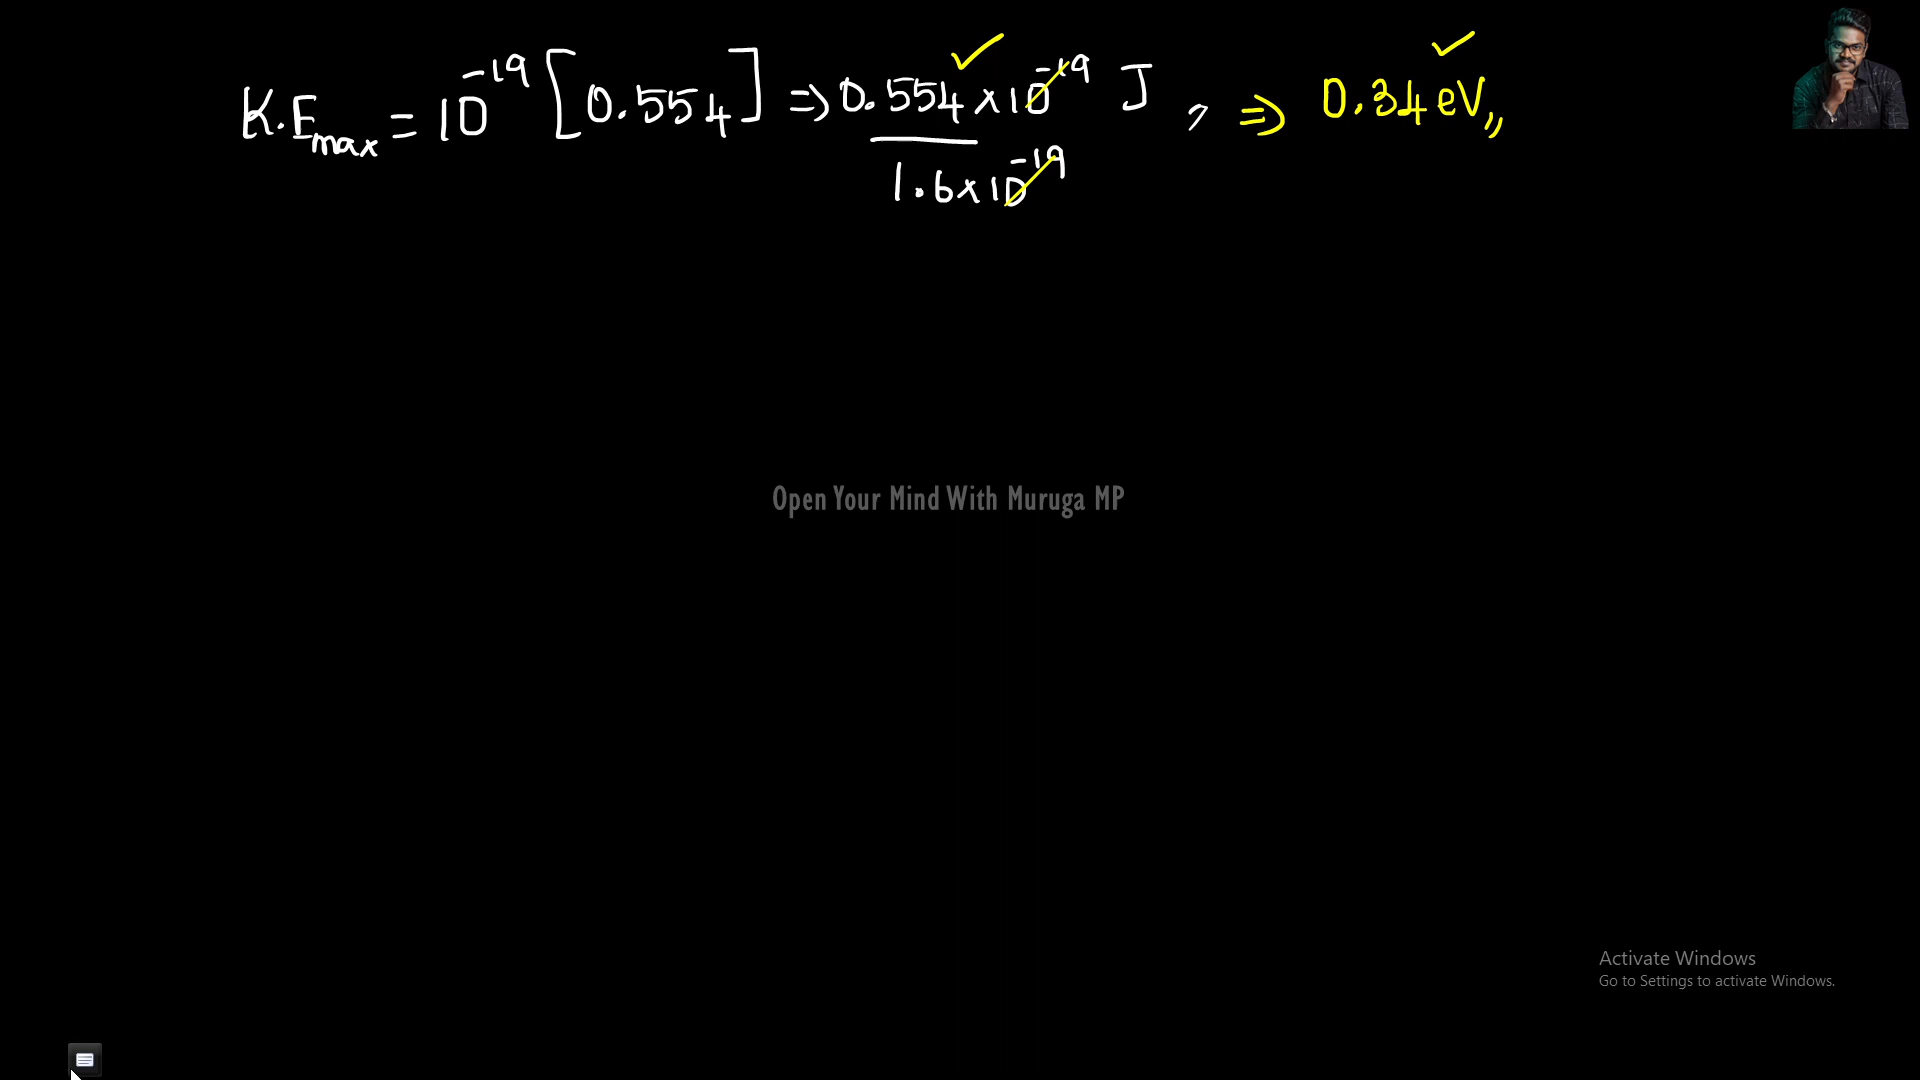 K.Emax = 10^-19 [0.554] ⇒ 0.554 × 10^-19 J, ⇒ 0.34 eV,,
1.6 × 10^-19
Open Your Mind With Muruga MP
Activate Windows
Go to Settings to activate Windows.